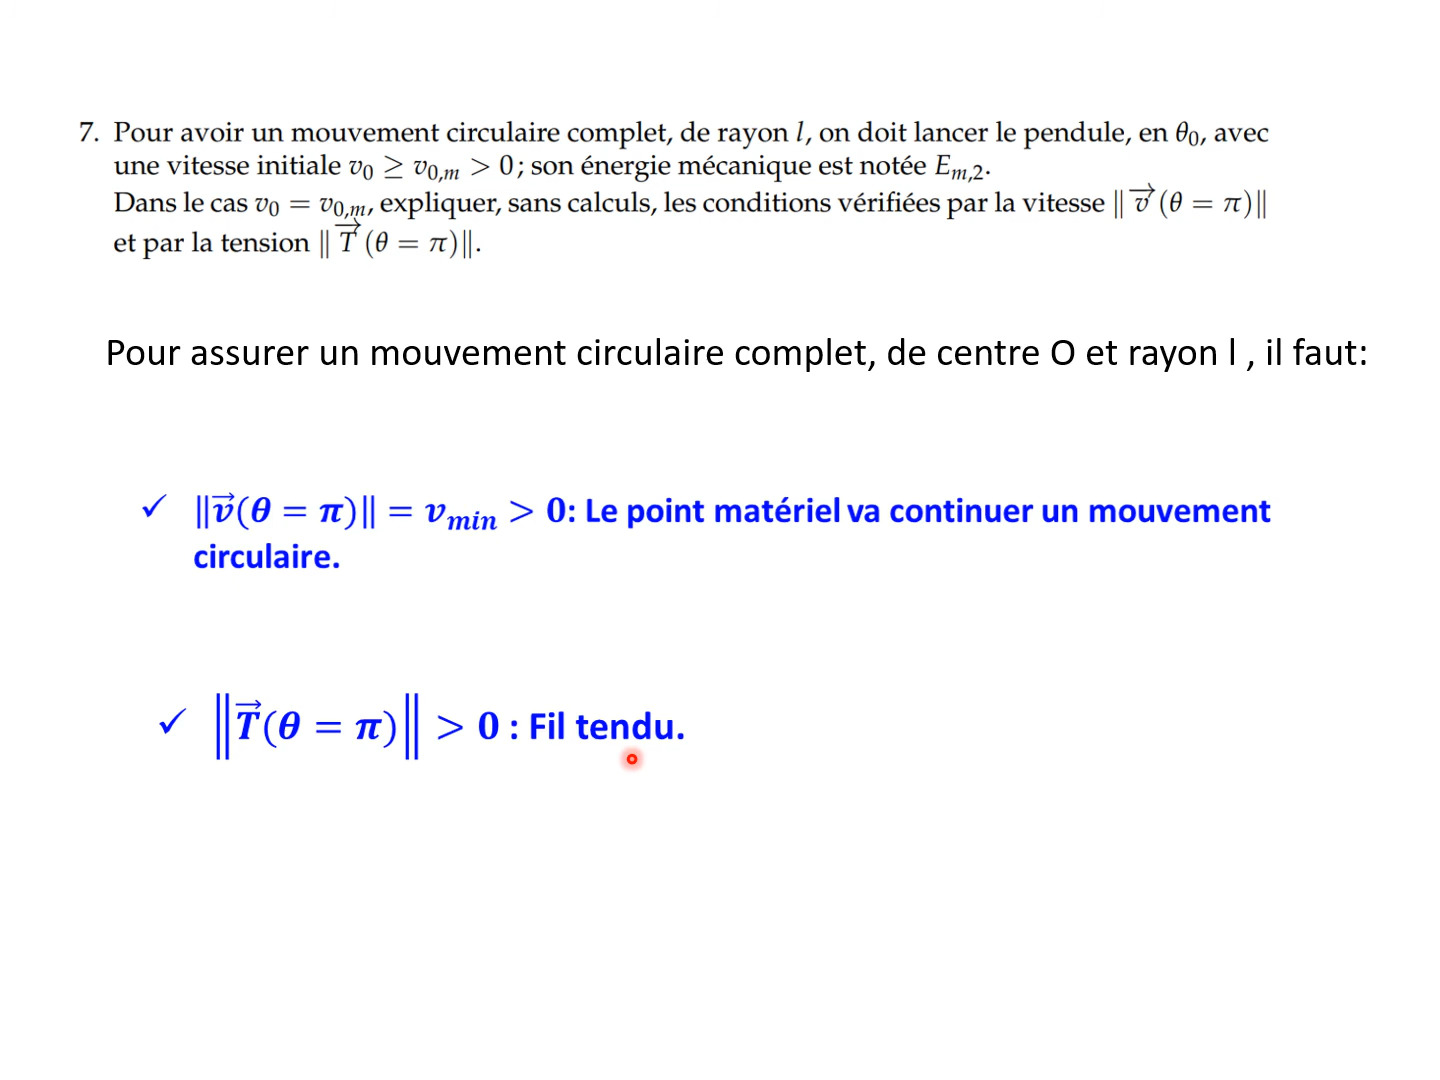 7. Pour avoir un mouvement circulaire complet, de rayon l, on doit lancer le pendule, en θ₀, avec
une vitesse initiale v₀ ≥ v₀,ₘ > 0 ; son énergie mécanique est notée Eₘ,₂.
Dans le cas v₀ = v₀,ₘ, expliquer, sans calculs, les conditions vérifiées par la vitesse ‖ v⃗ (θ = π)‖
et par la tension ‖ T⃗ (θ = π)‖.
Pour assurer un mouvement circulaire complet, de centre O et rayon l , il faut:
✓ ‖v⃗(θ = π)‖ = vₘᵢₙ > 0: Le point matériel va continuer un mouvement
circulaire.
✓ ‖T⃗(θ = π)‖ > 0 : Fil tendu.